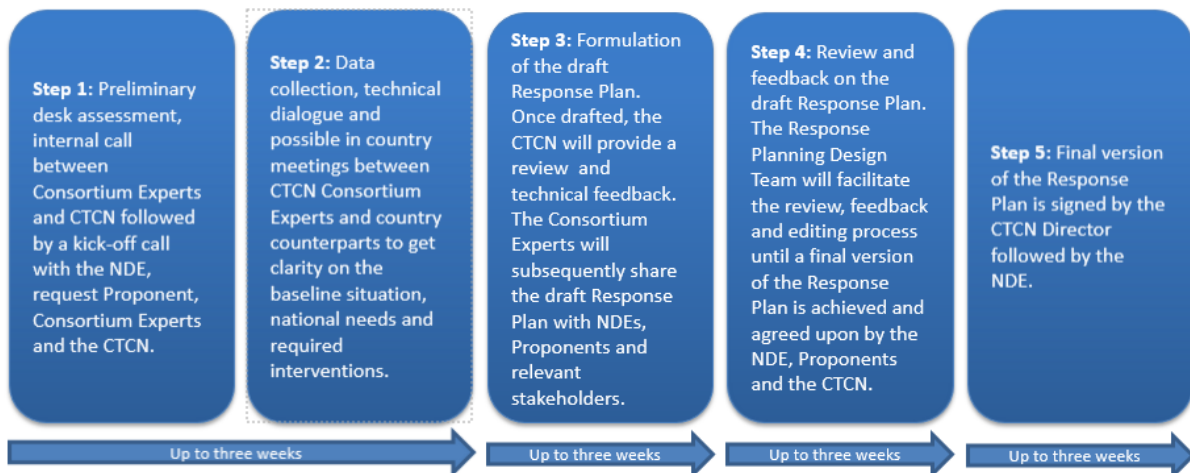 Step 1: Preliminary
desk assessment,
internal call
between
Consortium Experts
and CTCN followed
by a kick-off call
with the NDE,
request Proponent,
Consortium Experts
and the CTCN.
Step 2: Data
collection, technical
dialogue and
possible in country
meetings between
CTCN Consortium
Experts and country
counterparts to get
clarity on the
baseline situation,
national needs and
required
interventions.
Step 3: Formulation
of the draft
Response Plan.
Once drafted, the
CTCN will provide a
review and
technical feedback.
The Consortium
Experts will
subsequently share
the draft Response
Plan with NDEs,
Proponents and
relevant
stakeholders.
Step 4: Review and
feedback on the
draft Response Plan.
The Response
Planning Design
Team will facilitate
the review, feedback
and editing process
until a final version
of the Response
Plan is achieved and
agreed upon by the
NDE, Proponents
and the CTCN.
Step 5: Final version
of the Response
Plan is signed by the
CTCN Director
followed by the
NDE.
Up to three weeks
Up to three weeks
Up to three weeks
Up to three weeks